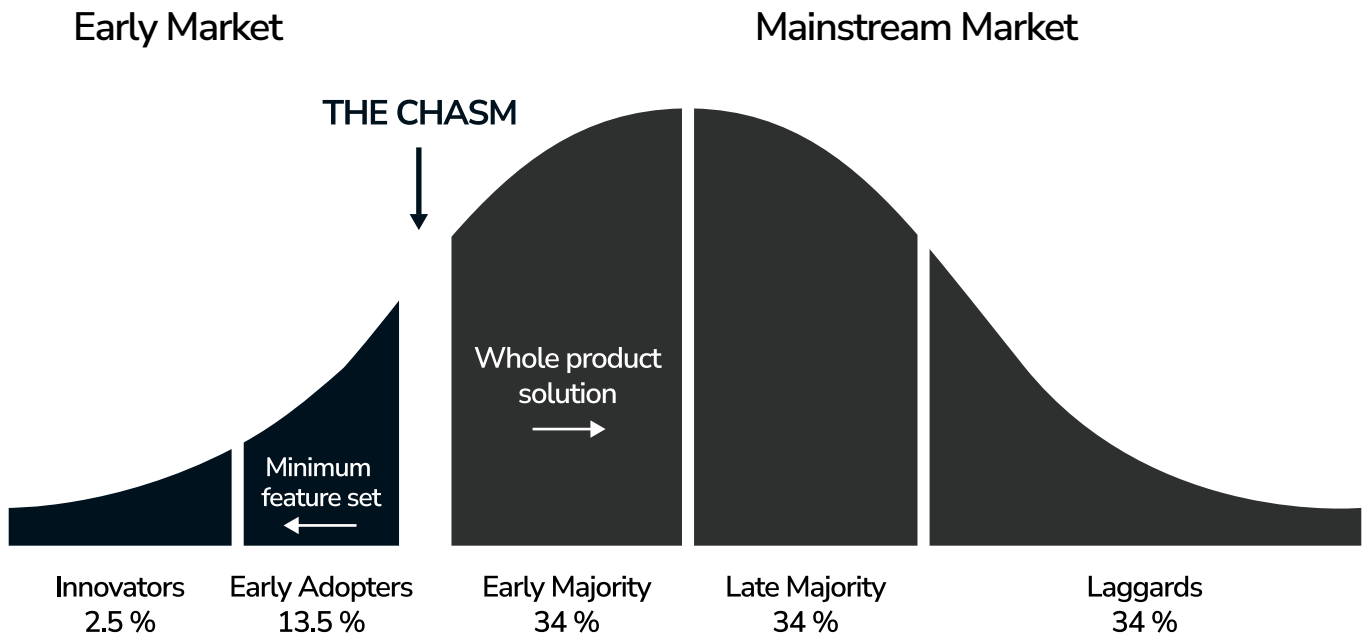 Early Market
Mainstream Market
THE CHASM
Whole product
solution
Minimum
feature set
Innovators
2.5 %
Early Adopters
13.5 %
Early Majority
34 %
Late Majority
34 %
Laggards
34 %